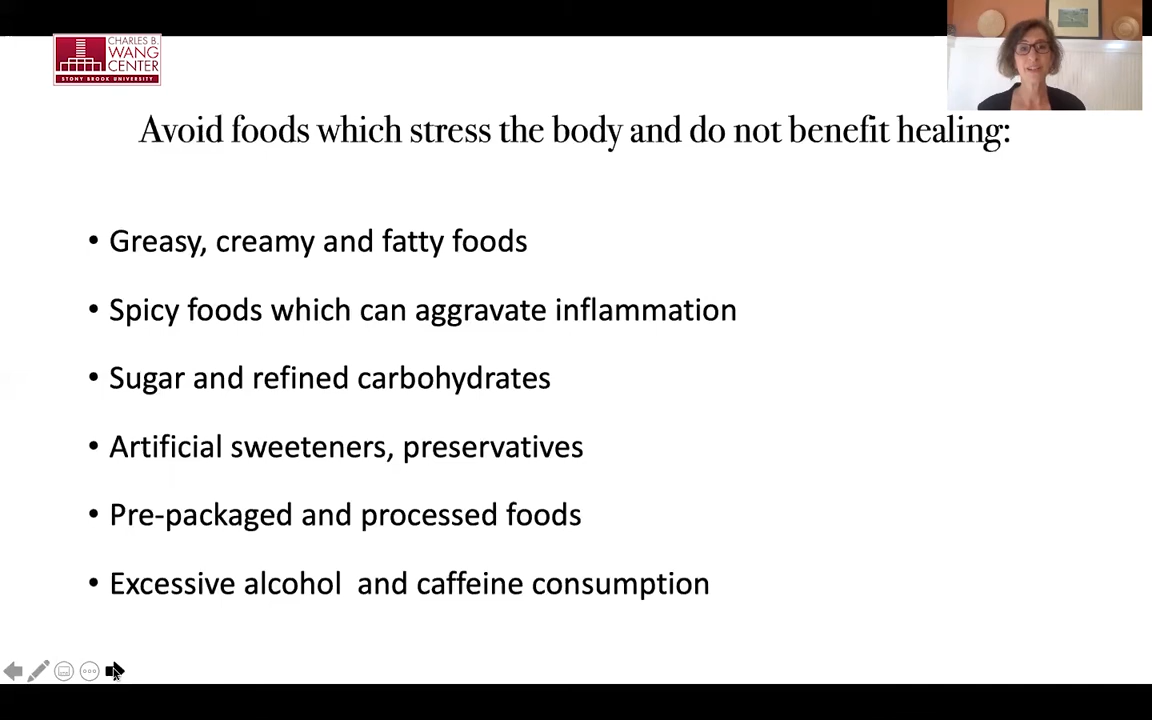 CHARLES B.
WANG
CENTER
STONY BROOK UNIVERSITY
Avoid foods which stress the body and do not benefit healing:
• Greasy, creamy and fatty foods
• Spicy foods which can aggravate inflammation
• Sugar and refined carbohydrates
• Artificial sweeteners, preservatives
• Pre-packaged and processed foods
• Excessive alcohol  and caffeine consumption